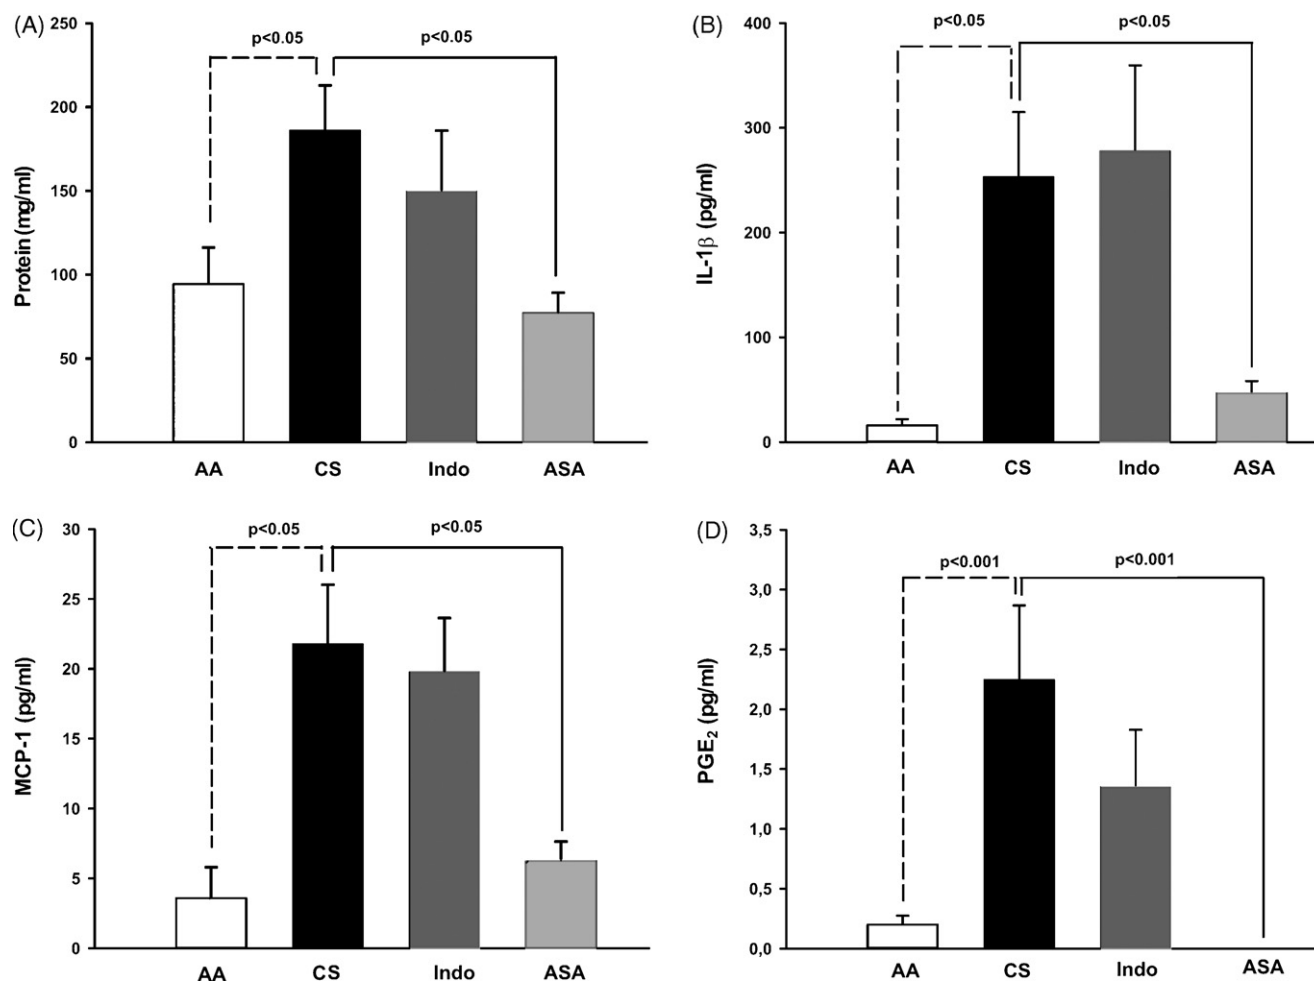 (A)
p<0.05 p<0.05
Protein (mg/ml)
250
200
150
100
50
0
AA CS Indo ASA
(B)
p<0.05 p<0.05
IL-1β (pg/ml)
400
300
200
100
0
AA CS Indo ASA
(C)
p<0.05 p<0.05
MCP-1 (pg/ml)
30
25
20
15
10
5
0
AA CS Indo ASA
(D)
p<0.001 p<0.001
PGE₂ (pg/ml)
3,5
3,0
2,5
2,0
1,5
1,0
0,5
0,0
AA CS Indo ASA